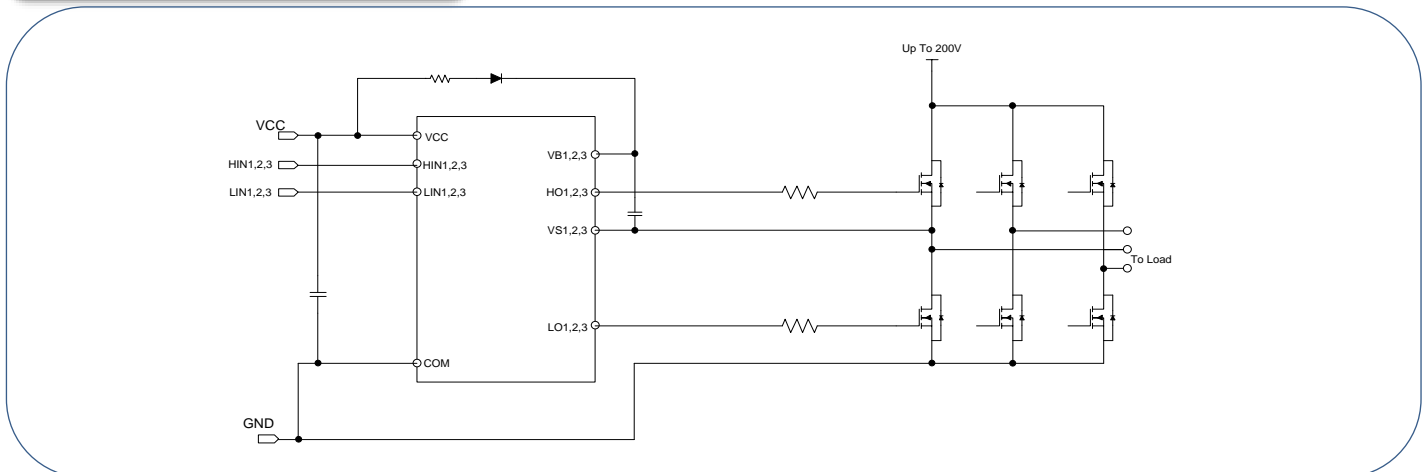 Up To 200V
VCC
VCC
VB1,2,3
HIN1,2,3
HIN1,2,3
LIN1,2,3
LIN1,2,3
HO1,2,3
VS1,2,3
To Load
LO1,2,3
COM
GND